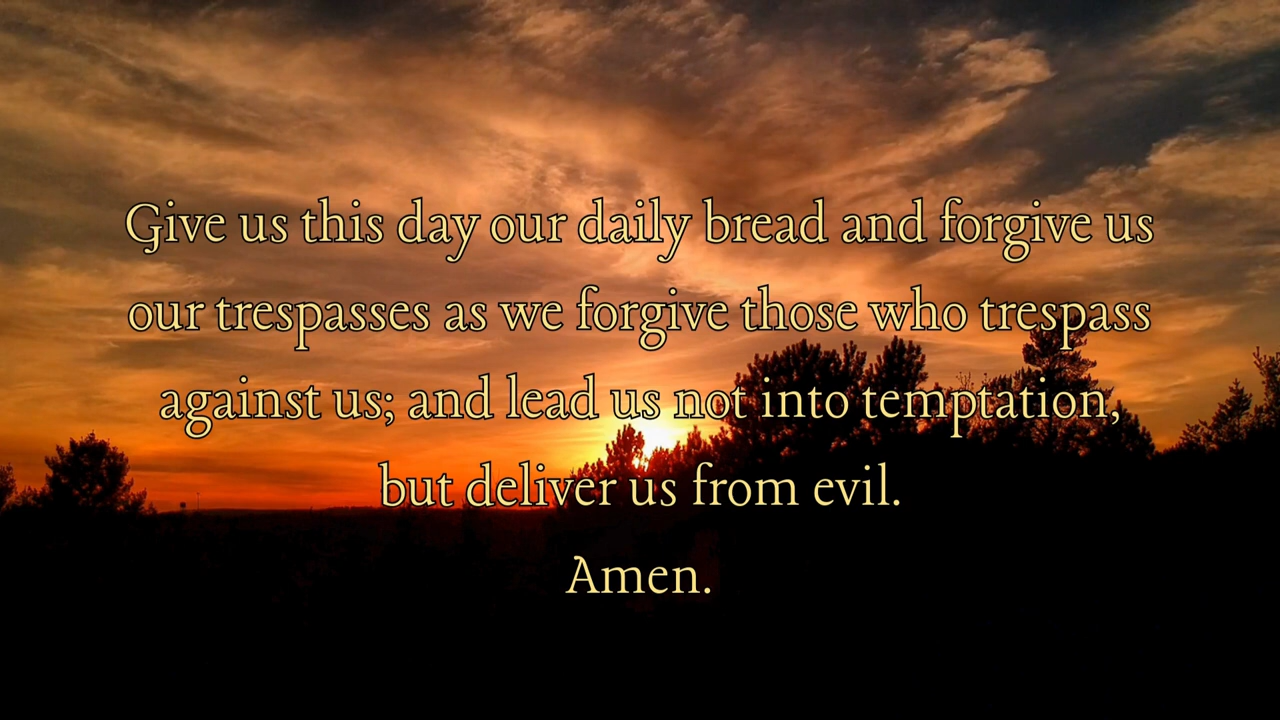 Give us this day our daily bread and forgive us
our trespasses as we forgive those who trespass
against us; and lead us not into temptation,
but deliver us from evil.
Amen.